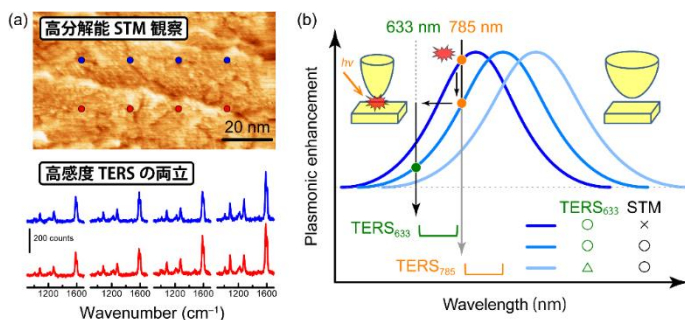 (a)
高分解能 STM 観察
20 nm
高感度 TERS の両立
200 counts
1200 1600 1200 1600 1200 1600 1200 1600
Wavenumber (cm⁻¹)
(b)
633 nm 785 nm
hν
Plasmonic enhancement
TERS₆₃₃ STM
○ ×
○ ○
△ ○
TERS₆₃₃
TERS₇₈₅
Wavelength (nm)